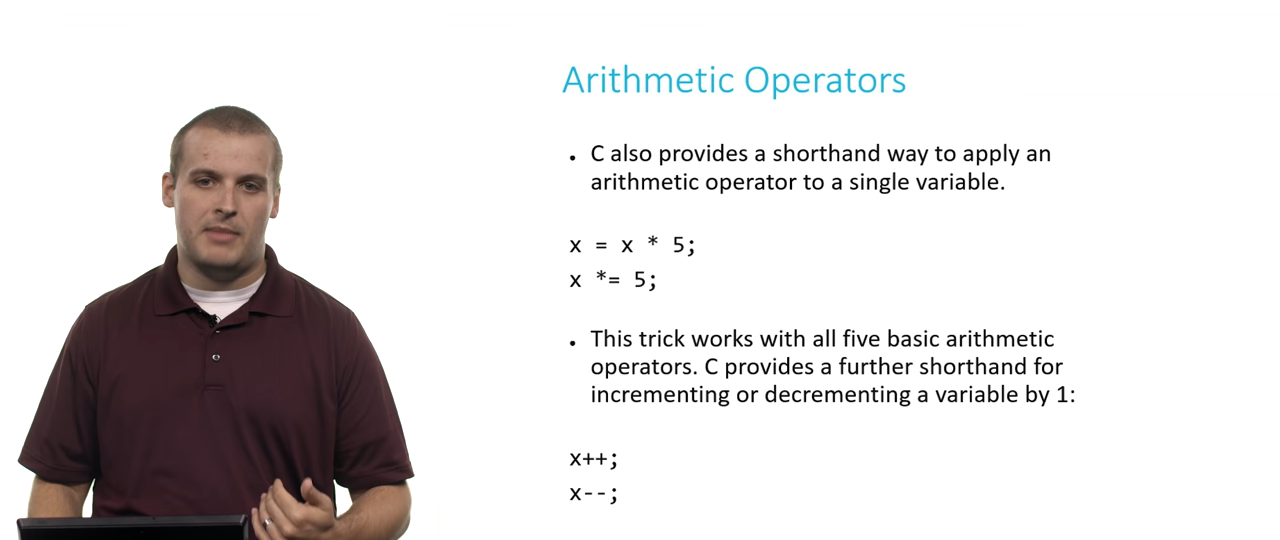 Arithmetic Operators
• C also provides a shorthand way to apply an
arithmetic operator to a single variable.
x = x * 5;
x *= 5;
• This trick works with all five basic arithmetic
operators. C provides a further shorthand for
incrementing or decrementing a variable by 1:
x++;
x--;